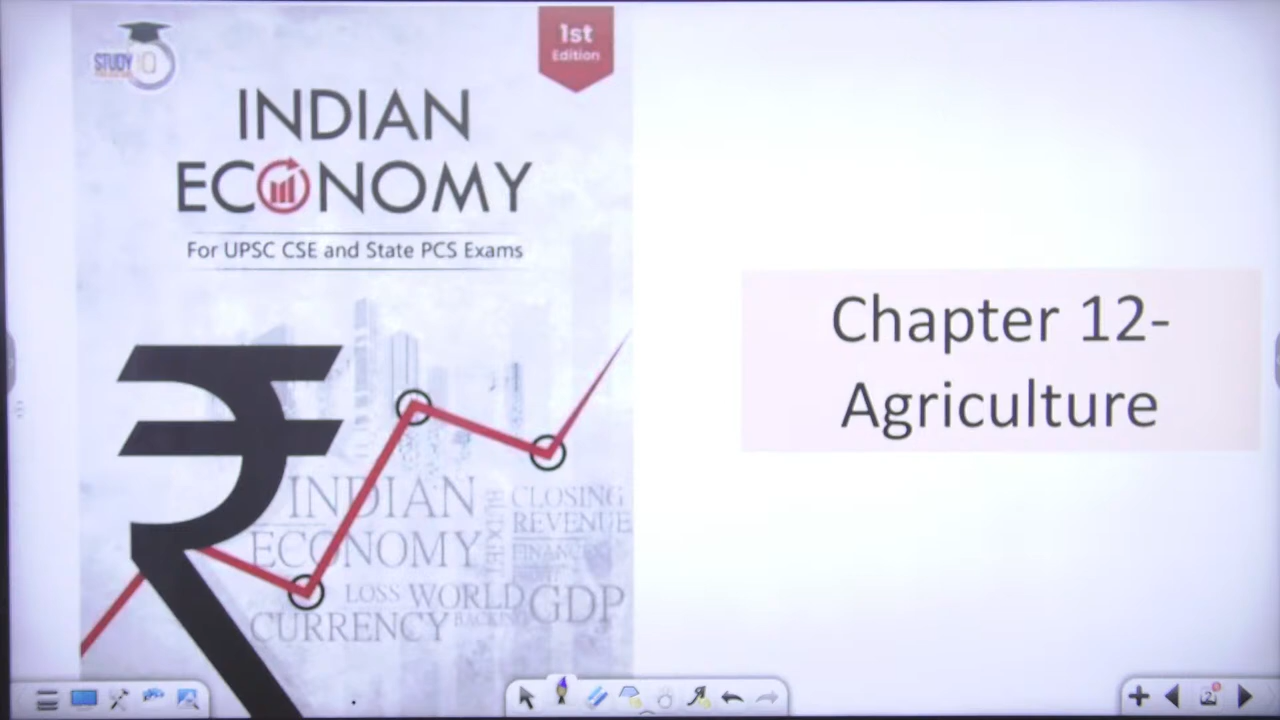 STUDY
1st
Edition
INDIAN
ECONOMY
For UPSC CSE and State PCS Exams
INDIAN
ECONOMY
BUDGET
CLOSING
REVENUE
LOSS WORLD
GDP
CURRENCY
Chapter 12-
Agriculture
2